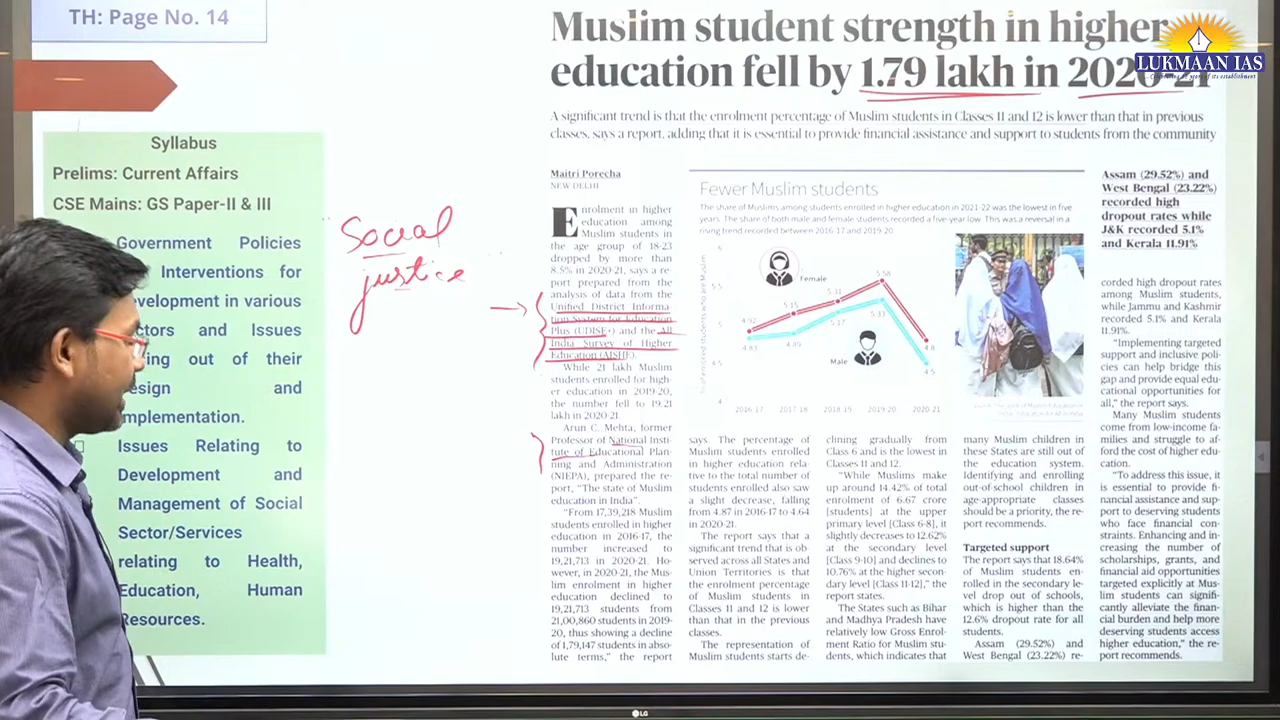 TH: Page No. 14
Syllabus
Prelims: Current Affairs
CSE Mains: GS Paper-II & III
Government Policies
Interventions for
evelopment in various
ctors and Issues
ing out of their
esign and
mplementation.
Issues Relating to
Development and
Management of Social
Sector/Services
relating to Health,
Education, Human
Resources.
Social
justice
LUKMAAN IAS
Muslim student strength in higher
education fell by 1.79 lakh in 2020-21
A significant trend is that the enrolment percentage of Muslim students in Classes 11 and 12 is lower than that in previous
classes, says a report, adding that it is essential to provide financial assistance and support to students from the community
Maitri Porecha
NEW DELHI
Enrolment in higher
education among
Muslim students in
the age group of 18-23
dropped by more than
8.5% in 2020-21, says a re-
port prepared from the
analysis of data from the
Unified District Informa-
tion System for Education
Plus (UDISE+) and the All
India Survey of Higher
Education (AISHE).
While 21 lakh Muslim
students enrolled for high-
er education in 2019-20,
the number fell to 19.21
lakh in 2020-21.
Arun C. Mehta, former
Professor of National Insti-
tute of Educational Plan-
ning and Administration
(NIEPA), prepared the re-
port, "The state of Muslim
education in India".
"From 17,39,218 Muslim
students enrolled in higher
education in 2016-17, the
number increased to
19,21,713 in 2020-21. Ho-
wever, in 2020-21, the Mus-
lim enrolment in higher
education declined to
19,21,713 students from
21,00,860 students in 2019-
20, thus showing a decline
of 1,79,147 students in abso-
lute terms," the report
Fewer Muslim students
The share of Muslims among students enrolled in higher education in 2021-22 was the lowest in five
years. The share of both male and female students recorded a five-year low. This was a reversal in a
rising trend recorded between 2016-17 and 2019-20.
Share of students who are Muslim
6
5.5
5
4.5
4
Female
4.92
5.15
5.31
5.58
4.8
4.83
4.89
5.17
5.33
4.5
Male
2016-17 2017-18 2018-19 2019-20 2020-21
says. The percentage of
Muslim students enrolled
in higher education rela-
tive to the total number of
students enrolled also saw
a slight decrease, falling
from 4.87 in 2016-17 to 4.64
in 2020-21.
The report says that a
significant trend that is ob-
served across all States and
Union Territories is that
the enrolment percentage
of Muslim students in
Classes 11 and 12 is lower
than that in the previous
classes.
The representation of
Muslim students starts de-
clining gradually from
Class 6 and is the lowest in
Classes 11 and 12.
"While Muslims make
up around 14.42% of total
enrolment of 6.67 crore
[students] at the upper
primary level [Class 6-8], it
slightly decreases to 12.62%
at the secondary level
[Class 9-10] and declines to
10.76% at the higher secon-
dary level [Class 11-12]," the
report states.
The States such as Bihar
and Madhya Pradesh have
relatively low Gross Enrol-
ment Ratio for Muslim stu-
dents, which indicates that
many Muslim children in
these States are still out of
the education system.
Identifying and enrolling
out-of-school children in
age-appropriate classes
should be a priority, the re-
port recommends.
Targeted support
The report says that 18.64%
of Muslim students en-
rolled in the secondary le-
vel drop out of schools,
which is higher than the
12.6% dropout rate for all
students.
Assam (29.52%) and
West Bengal (23.22%) re-
Assam (29.52%) and
West Bengal (23.22%)
recorded high
dropout rates while
J&K recorded 5.1%
and Kerala 11.91%
corded high dropout rates
among Muslim students,
while Jammu and Kashmir
recorded 5.1% and Kerala
11.91%.
"Implementing targeted
support and inclusive poli-
cies can help bridge this
gap and provide equal edu-
cational opportunities for
all," the report says.
Many Muslim students
come from low-income fa-
milies and struggle to af-
ford the cost of higher edu-
cation.
"To address this issue, it
is essential to provide fi-
nancial assistance and sup-
port to deserving students
who face financial con-
straints. Enhancing and in-
creasing the number of
scholarships, grants, and
financial aid opportunities
targeted explicitly at Mus-
lim students can signifi-
cantly alleviate the finan-
cial burden and help more
deserving students access
higher education," the re-
port recommends.
LG